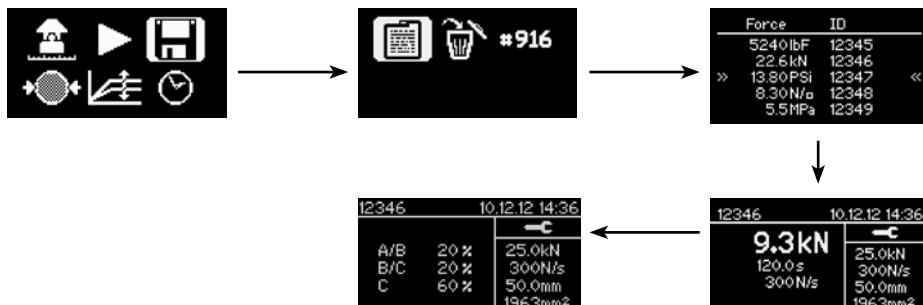 #916
Force ID
5240lbF 12345
22.6kN 12346
» 13.80PSi 12347 «
8.30N/▫ 12348
5.5MPa 12349
12346 10.12.12 14:36
9.3kN
120.0s
300N/s
25.0kN
300N/s
50.0mm
1963mm²
12346 10.12.12 14:36
A/B 20%
B/C 20%
C 60%
25.0kN
300N/s
50.0mm
1963mm²